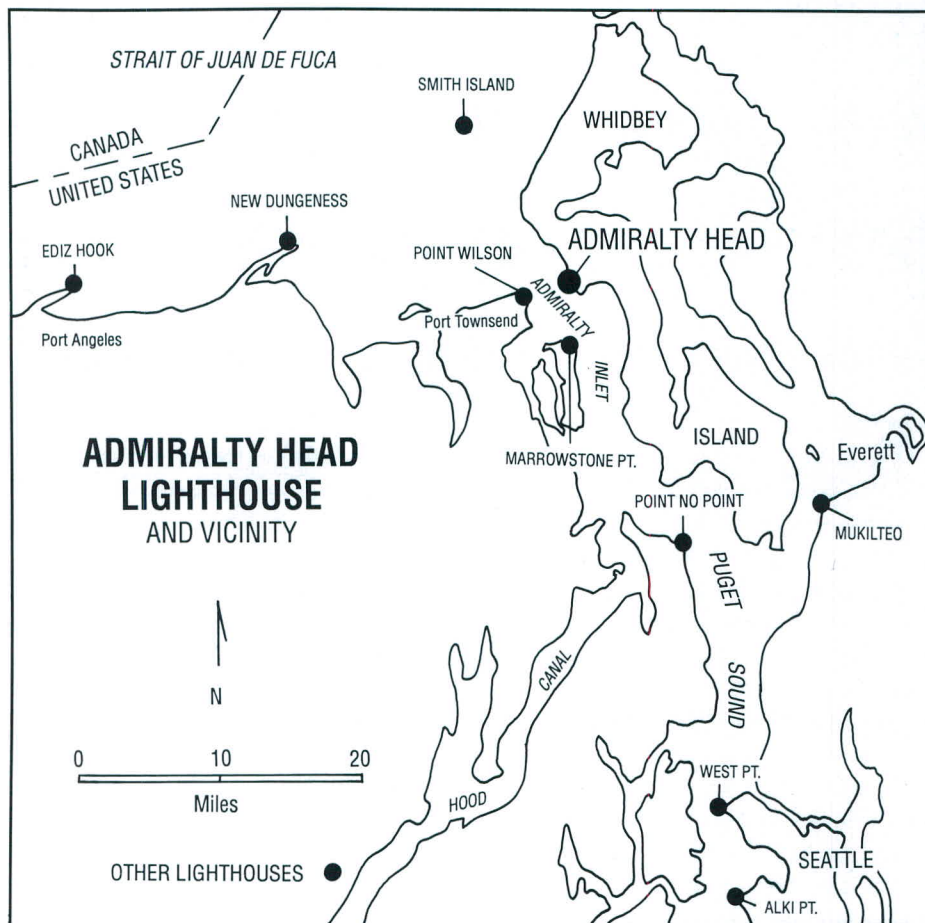 STRAIT OF JUAN DE FUCA
SMITH ISLAND
WHIDBEY
CANADA
UNITED STATES
NEW DUNGENESS
EDIZ HOOK
POINT WILSON
ADMIRALTY HEAD
ADMIRALTY
INLET
Port Townsend
Port Angeles
ADMIRALTY HEAD
LIGHTHOUSE
AND VICINITY
MARROWSTONE PT.
ISLAND
Everett
POINT NO POINT
MUKILTEO
PUGET
SOUND
N
CANAL
HOOD
0 10 20
Miles
WEST PT.
SEATTLE
OTHER LIGHTHOUSES
ALKI PT.